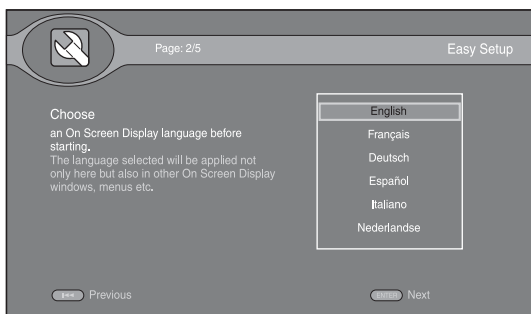 Page: 2/5
Easy Setup
Choose
an On Screen Display language before
starting.
The language selected will be applied not
only here but also in other On Screen Display
windows, menus etc.
English
Français
Deutsch
Español
Italiano
Nederlandse
Previous
ENTER Next